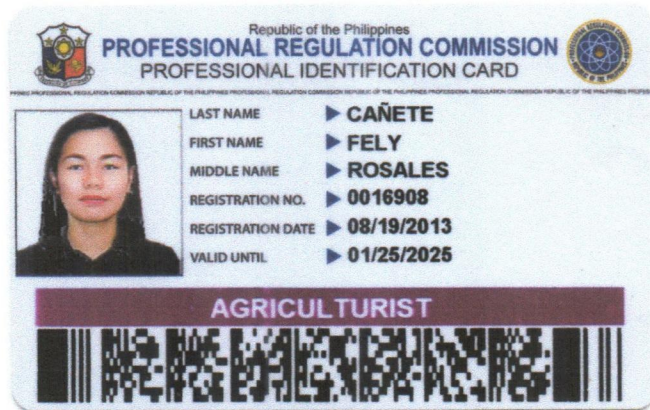 Republic of the Philippines
PROFESSIONAL REGULATION COMMISSION
PROFESSIONAL IDENTIFICATION CARD
LAST NAME CAÑETE
FIRST NAME FELY
MIDDLE NAME ROSALES
REGISTRATION NO. 0016908
REGISTRATION DATE 08/19/2013
VALID UNTIL 01/25/2025
AGRICULTURIST